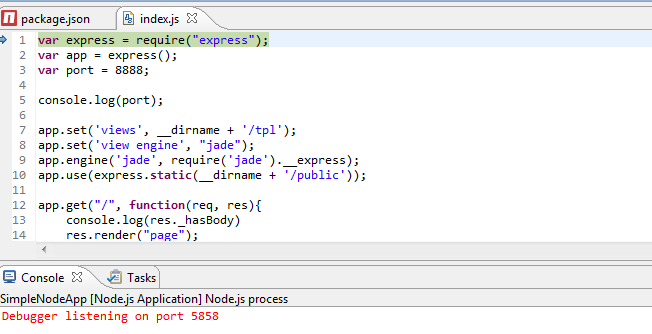 package.json index.js
1 var express = require("express");
2 var app = express();
3 var port = 8888;
4
5 console.log(port);
6
7 app.set('views', __dirname + '/tpl');
8 app.set('view engine', "jade");
9 app.engine('jade', require('jade').__express);
10 app.use(express.static(__dirname + '/public'));
11
12 app.get("/", function(req, res){
13 console.log(res._hasBody)
14 res.render("page");
Console Tasks
SimpleNodeApp [Node.js Application] Node.js process
Debugger listening on port 5858